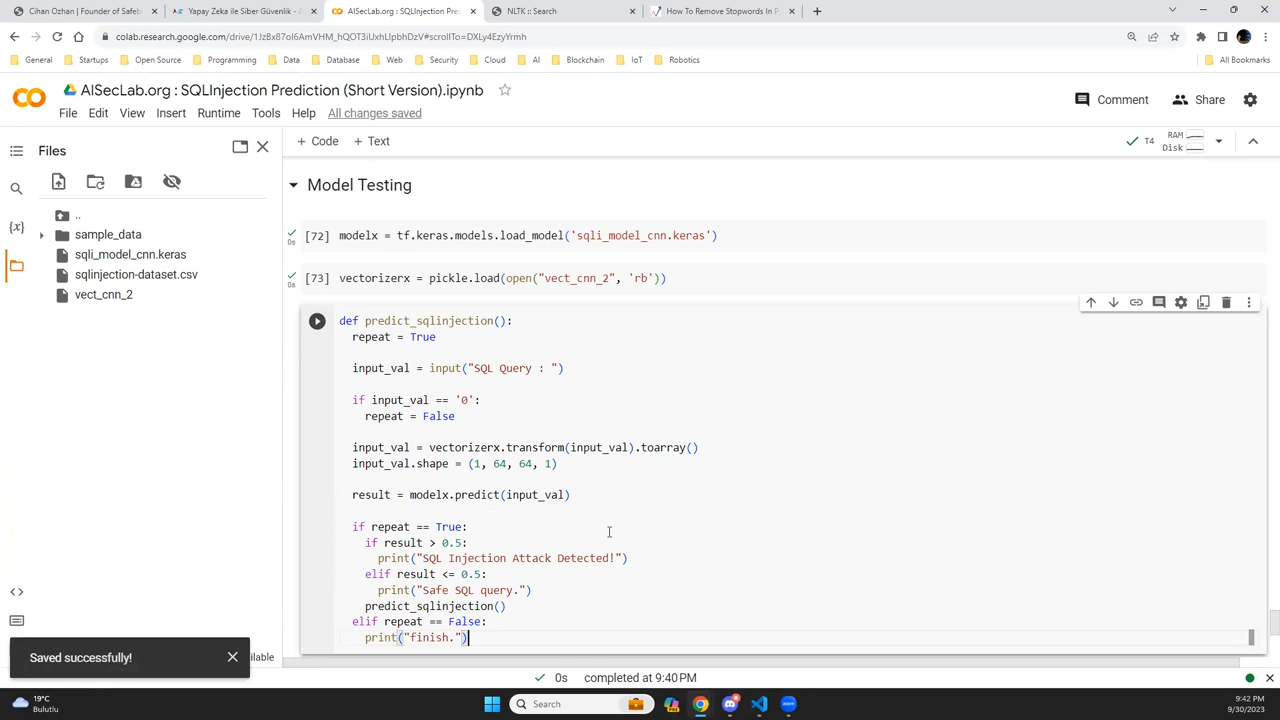 Cihan Ozhan | Founder of Safeb
Yapay Zeka ile Siber Güvenlik - A
AISecLab.org : SQLInjection Prec
NLTK :: Search
How To Remove Stopwords In P
colab.research.google.com/drive/1JzBx87oI6AmVHM_hQOT3iUxhLIpbhDzV#scrollTo=DXLy4EzyYrmh
General
Startups
Open Source
Programming
Data
Database
Web
Security
Cloud
AI
Blockchain
IoT
Robotics
All Bookmarks
AISecLab.org : SQLInjection Prediction (Short Version).ipynb
File Edit View Insert Runtime Tools Help All changes saved
Comment
Share
Files
+ Code + Text
T4
RAM
Disk
..
sample_data
sqli_model_cnn.keras
sqlinjection-dataset.csv
vect_cnn_2
Model Testing
0s
[72] modelx = tf.keras.models.load_model('sqli_model_cnn.keras')
0s
[73] vectorizerx = pickle.load(open("vect_cnn_2", 'rb'))
def predict_sqlinjection():
repeat = True
input_val = input("SQL Query : ")
if input_val == '0':
repeat = False
input_val = vectorizerx.transform(input_val).toarray()
input_val.shape = (1, 64, 64, 1)
result = modelx.predict(input_val)
if repeat == True:
if result > 0.5:
print("SQL Injection Attack Detected!")
elif result <= 0.5:
print("Safe SQL query.")
predict_sqlinjection()
elif repeat == False:
print("finish.")
Saved successfully!
ilable
0s completed at 9:40 PM
19°C
Bulutlu
Search
9:42 PM
9/30/2023